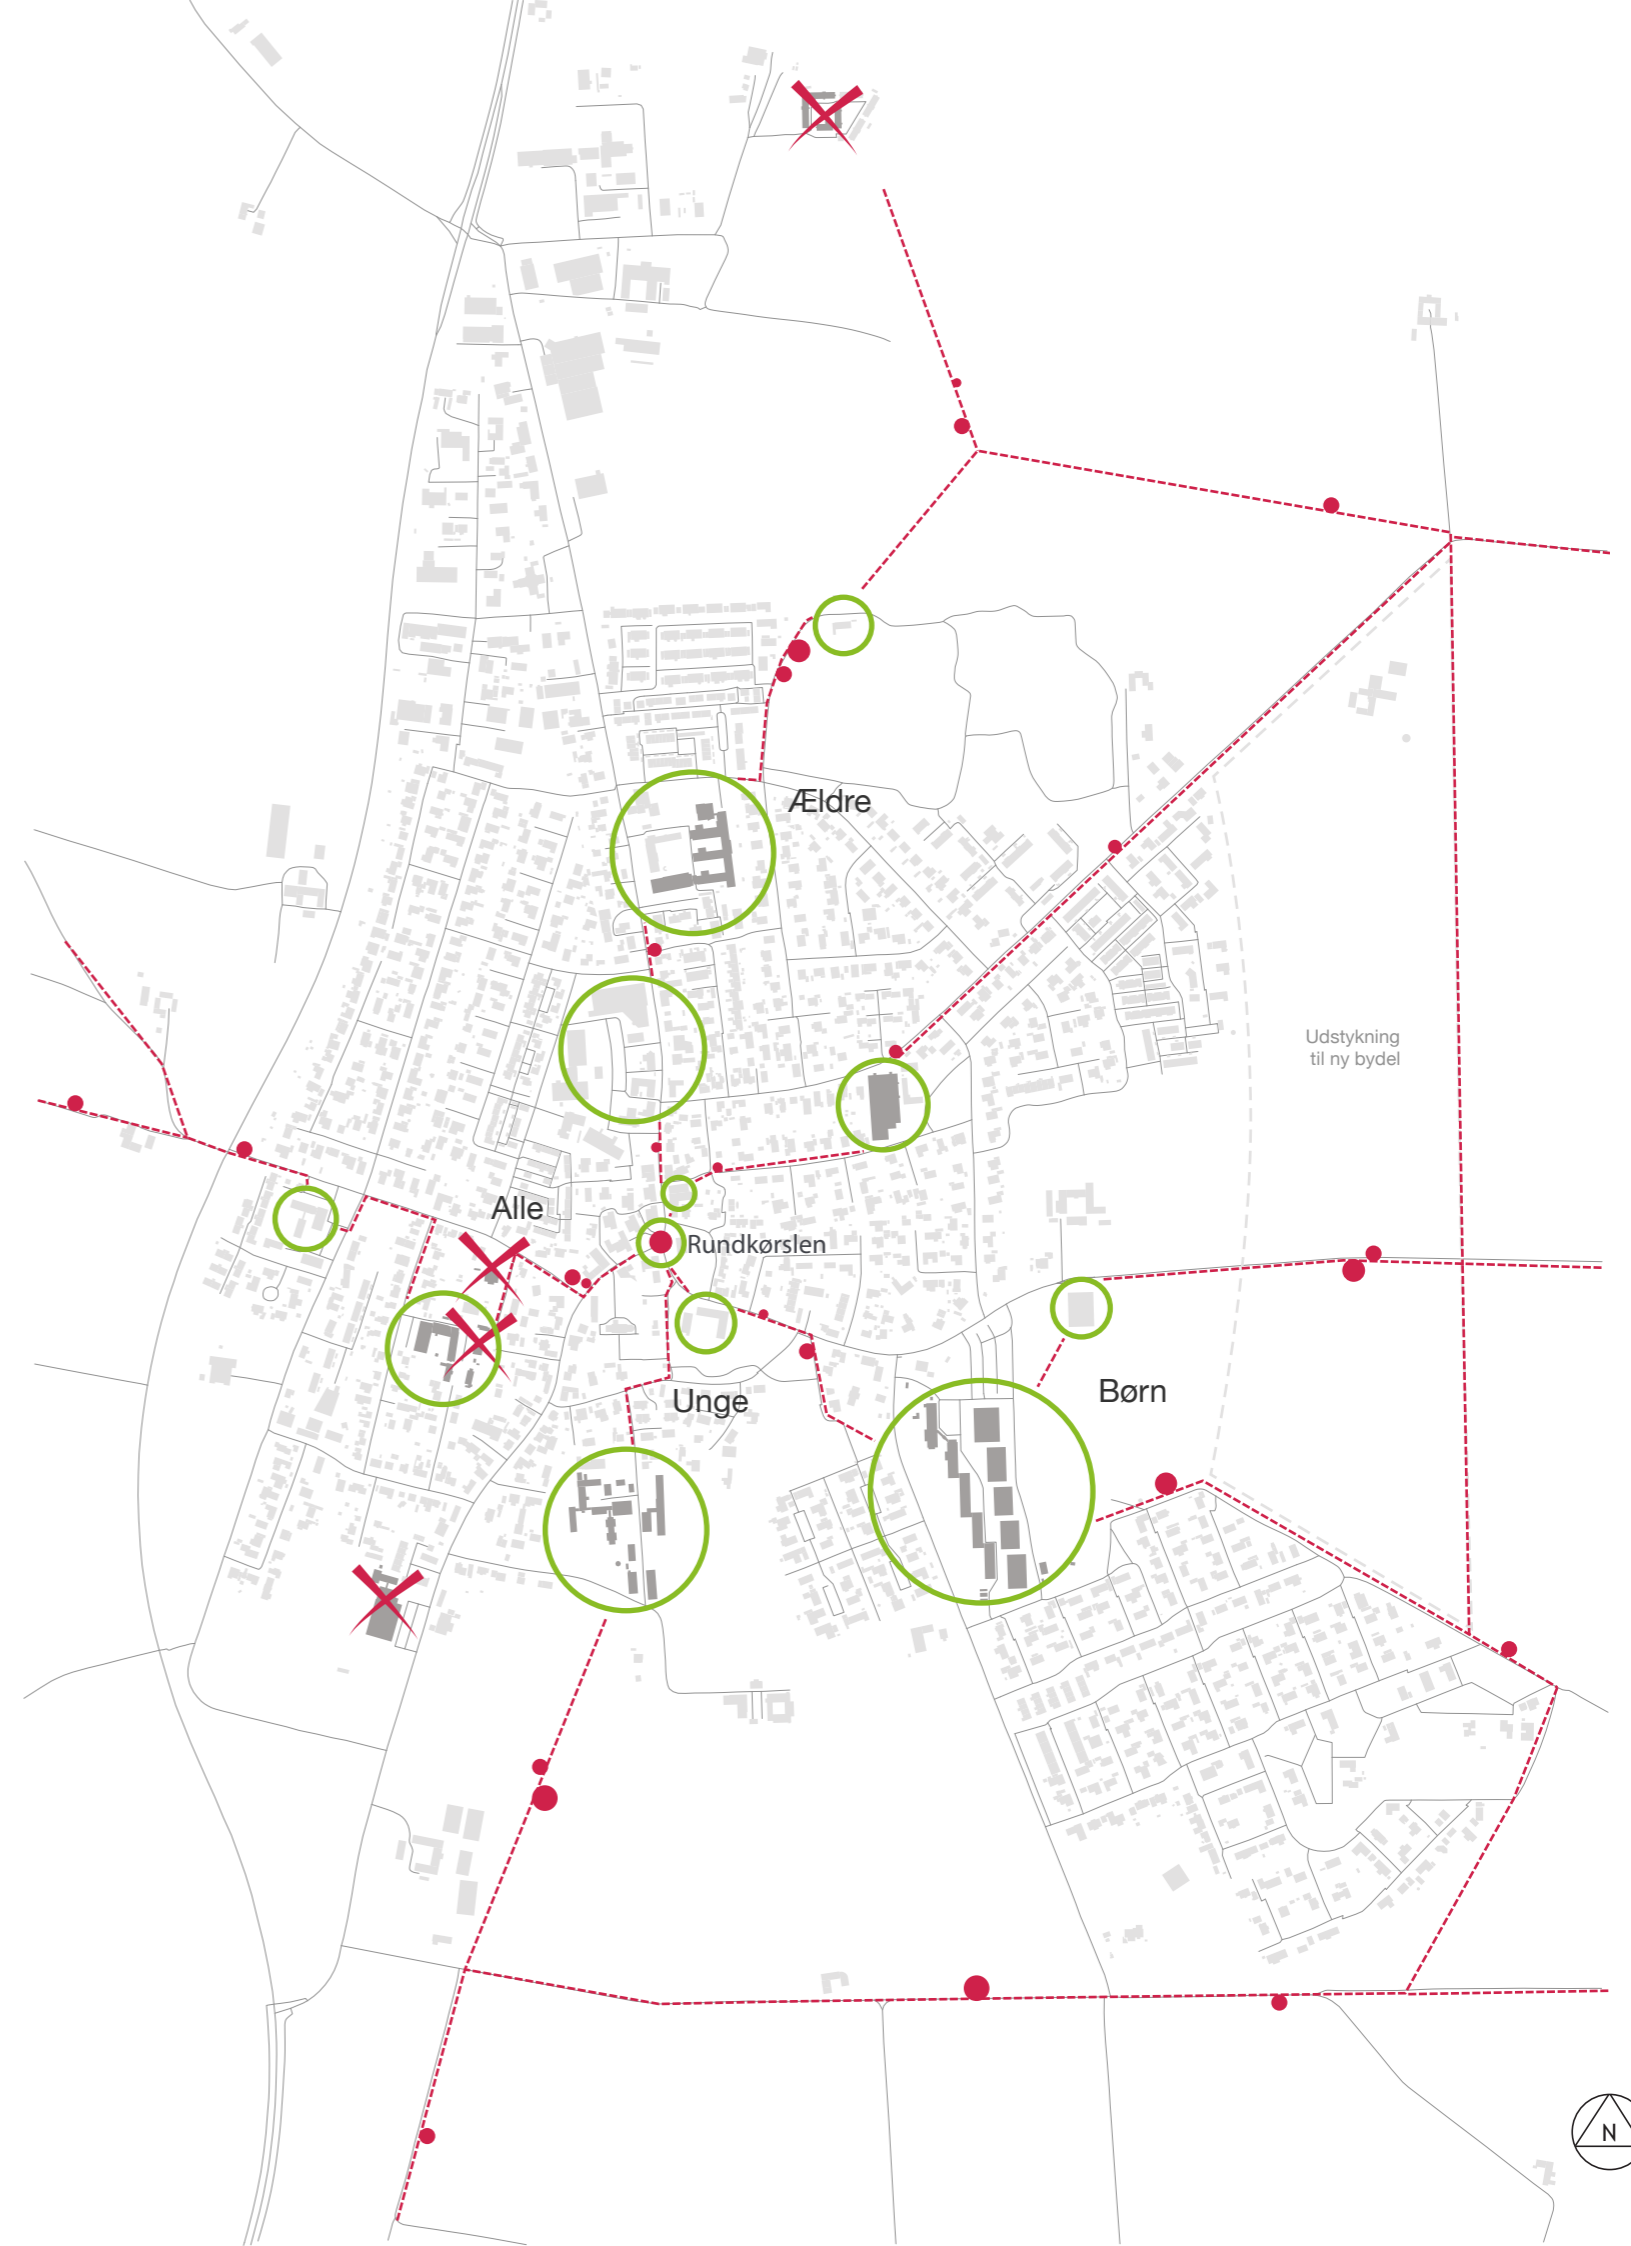 Ældre
Udstykning
til ny bydel
Alle
Rundkørslen
Børn
Unge
N